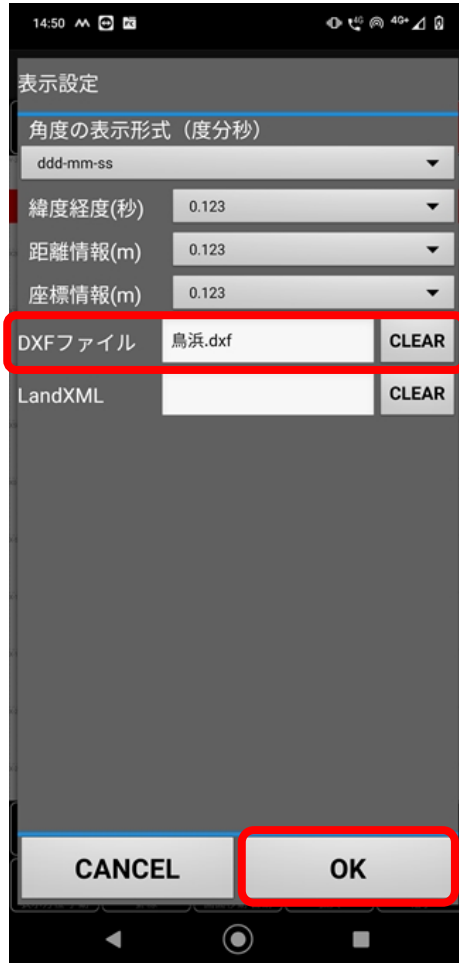 14:50 4G 4G+
表示設定
角度の表示形式（度分秒）
ddd-mm-ss
緯度経度(秒) 0.123
距離情報(m) 0.123
座標情報(m) 0.123
DXFファイル 鳥浜.dxf CLEAR
LandXML CLEAR
CANCEL OK